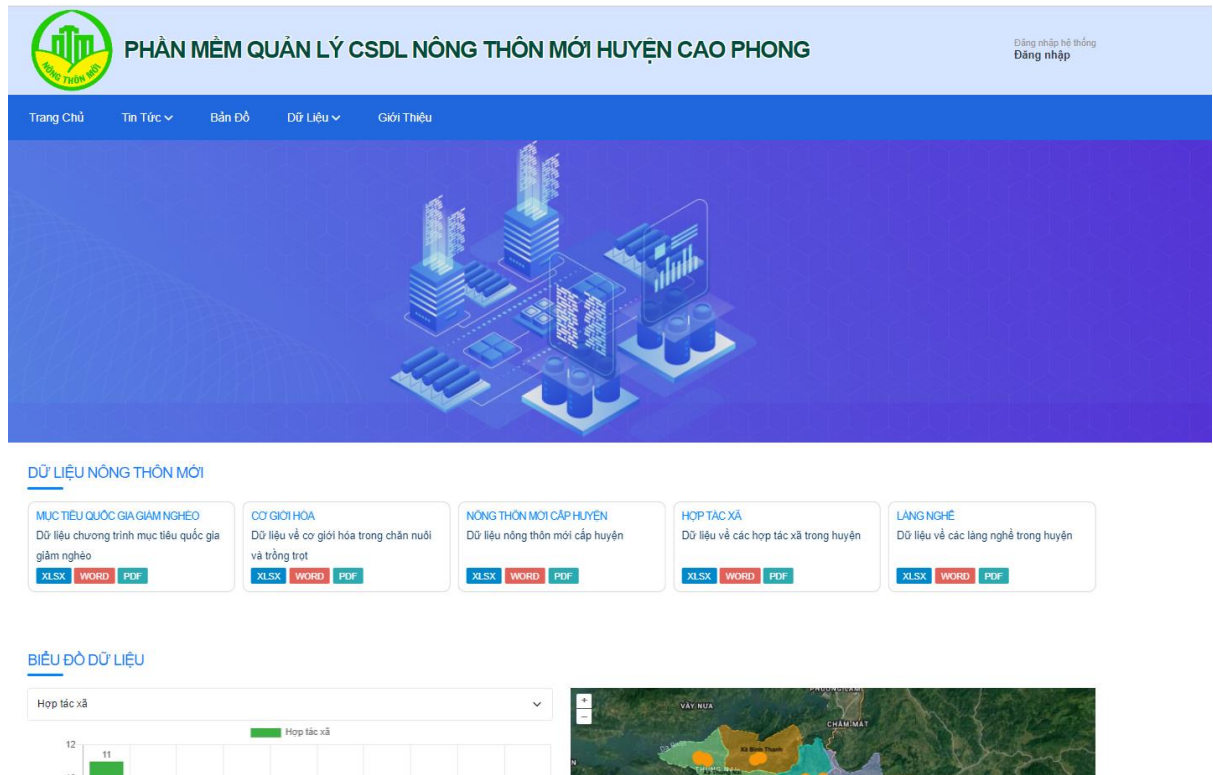 NÔNG THÔN MỚI
PHẦN MỀM QUẢN LÝ CSDL NÔNG THÔN MỚI HUYỆN CAO PHONG
Đăng nhập hệ thống
Đăng nhập
Trang Chủ Tin Tức Bản Đồ Dữ Liệu Giới Thiệu
DỮ LIỆU NÔNG THÔN MỚI
MỤC TIÊU QUỐC GIA GIẢM NGHÈO
Dữ liệu chương trình mục tiêu quốc gia
giảm nghèo
XLSX WORD PDF
CƠ GIỚI HÓA
Dữ liệu về cơ giới hóa trong chăn nuôi
và trồng trọt
XLSX WORD PDF
NÔNG THÔN MỚI CẤP HUYỆN
Dữ liệu nông thôn mới cấp huyện
XLSX WORD PDF
HỢP TÁC XÃ
Dữ liệu về các hợp tác xã trong huyện
XLSX WORD PDF
LÀNG NGHỀ
Dữ liệu về các làng nghề trong huyện
XLSX WORD PDF
BIỂU ĐỒ DỮ LIỆU
Hợp tác xã
Hợp tác xã
12
11
+
−
VẦY NƯA
CHĂM MÁT
Xã Bình Thanh